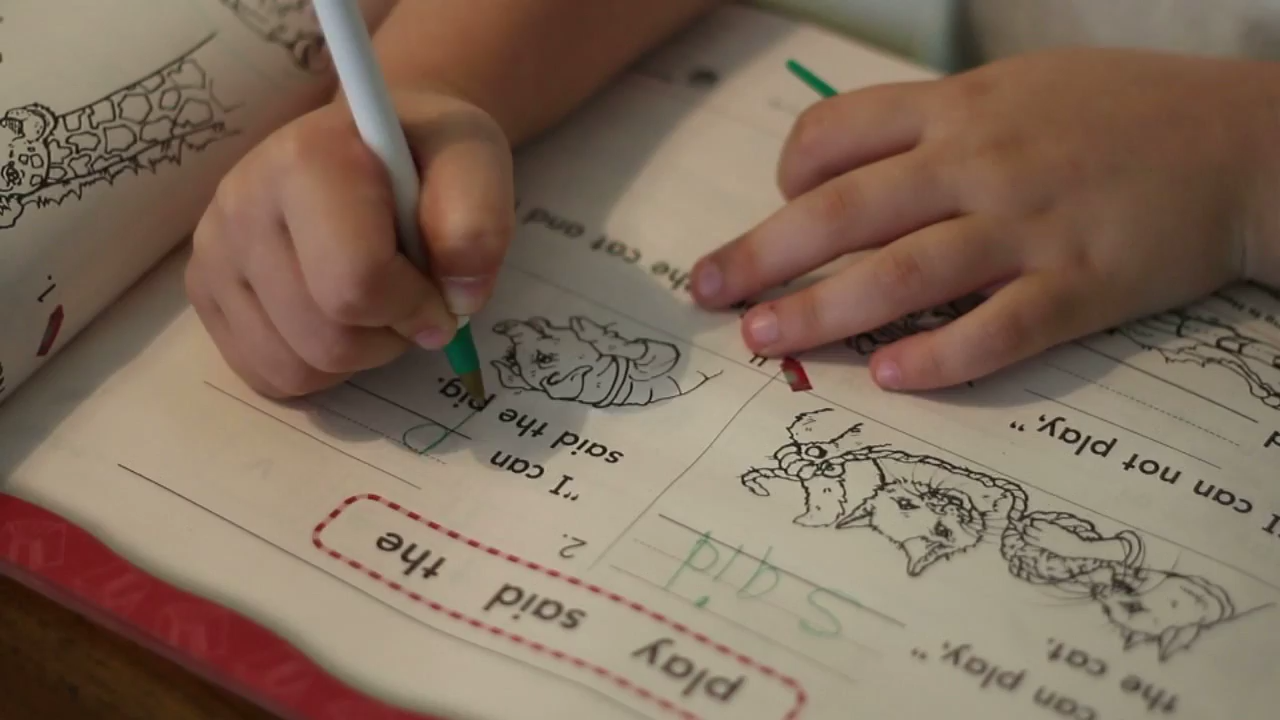 play said the
can play,"
said
the cat.
2.
"I can
p
said the pig.
I can not play,"
the cat and
1.